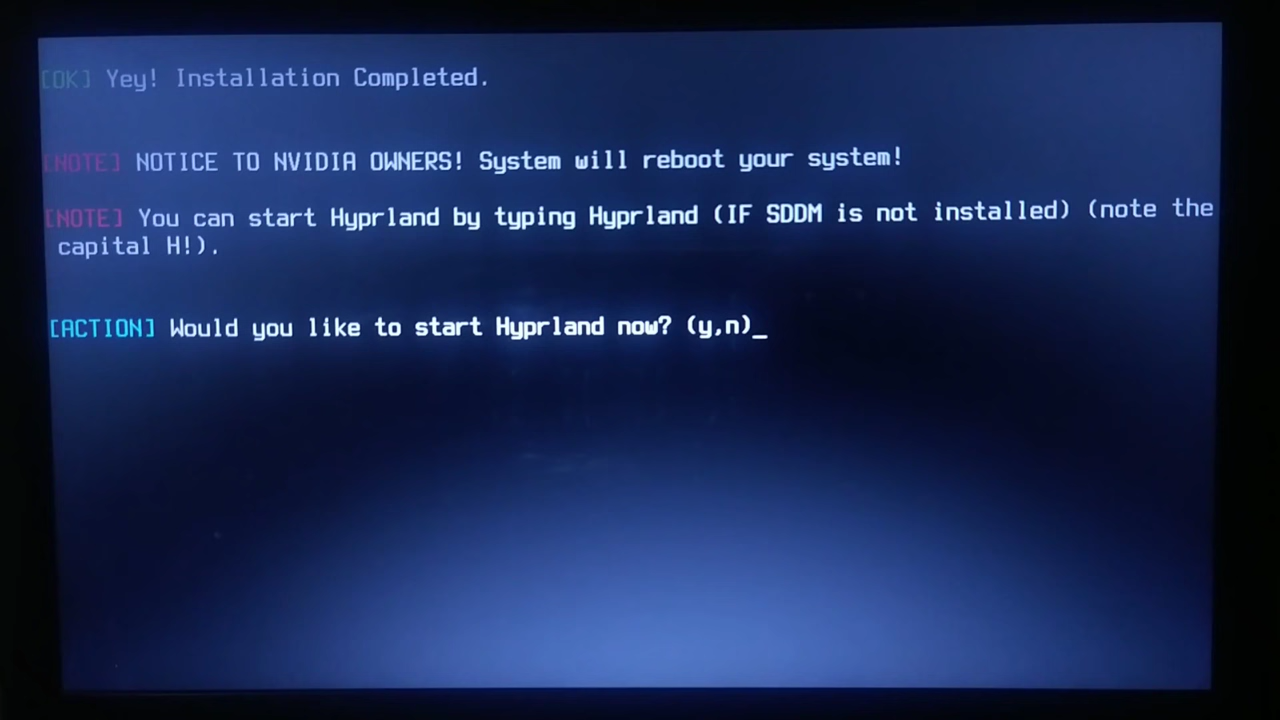 [OK] Yey! Installation Completed.
[NOTE] NOTICE TO NVIDIA OWNERS! System will reboot your system!
[NOTE] You can start Hyprland by typing Hyprland (IF SDDM is not installed) (note the
capital H!).
[ACTION] Would you like to start Hyprland now? (y,n)_